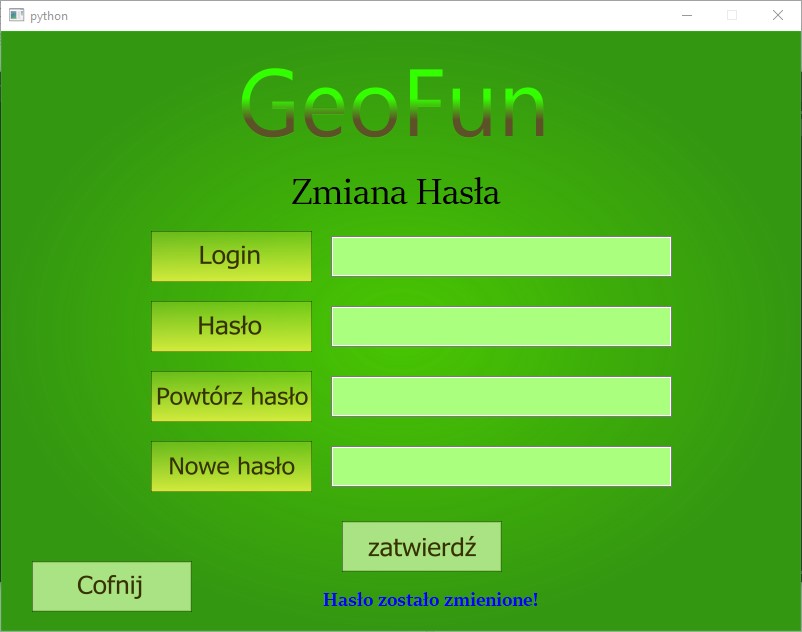 python
GeoFun
Zmiana Hasła
Login
Hasło
Powtórz hasło
Nowe hasło
zatwierdź
Cofnij
Hasło zostało zmienione!